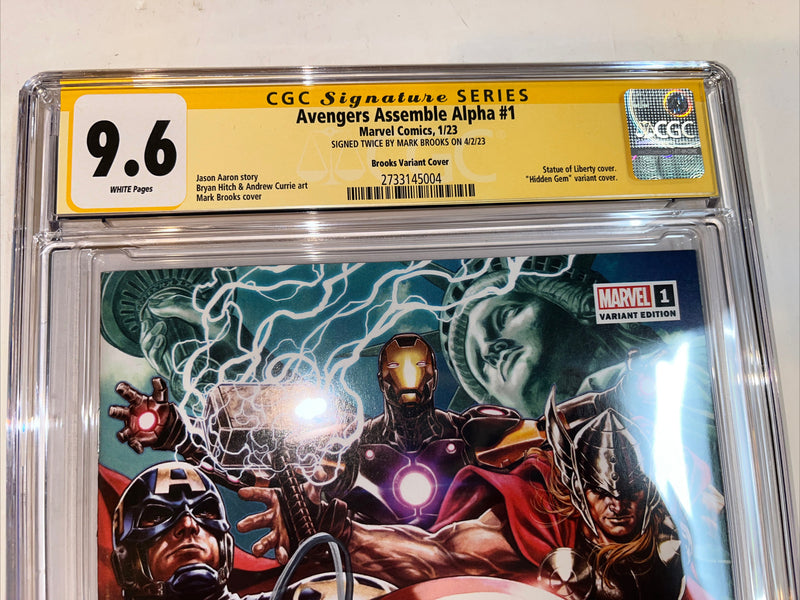 CGC Signature SERIES
Avengers Assemble Alpha #1
Marvel Comics, 1/23
SIGNED TWICE BY MARK BROOKS ON 4/2/23
Brooks Variant Cover
9.6
WHITE Pages
Jason Aaron story
Bryan Hitch & Andrew Currie art
Mark Brooks cover
2733145004
Statue of Liberty cover.
"Hidden Gem" variant cover.
CGC
MARVEL 1
VARIANT EDITION
A